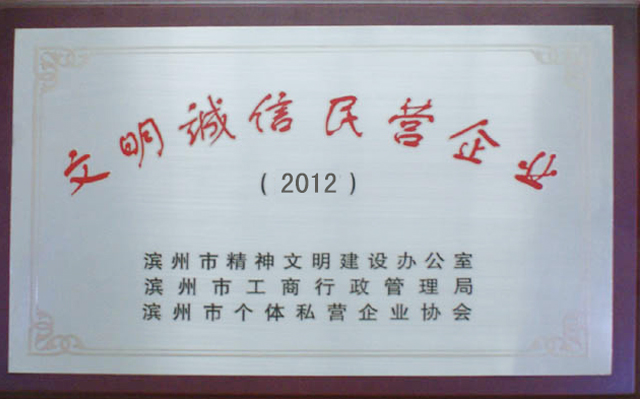 文明诚信民营企业
（2012）
滨州市精神文明建设办公室
滨州市工商行政管理局
滨州市个体私营企业协会